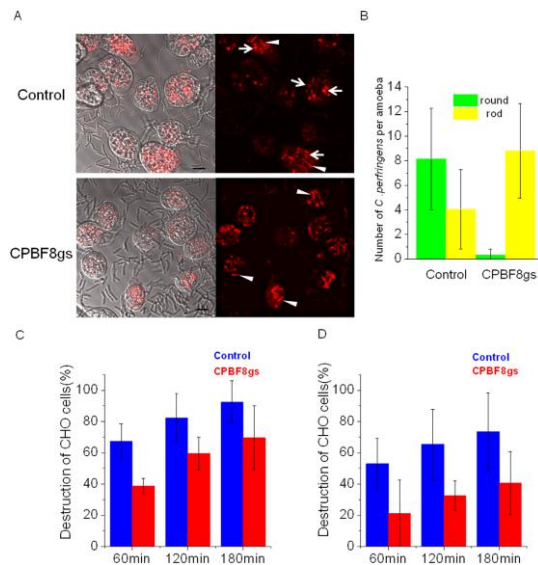 A
Control
CPBF8gs
B
Number of C perfringens per amoeba
14
12
10
8
6
4
2
0
round
rod
Control
CPBF8gs
C
Destruction of CHO cells(%)
100
80
60
40
20
0
Control
CPBF8gs
60min
120min
180min
D
Destruction of CHO cells(%)
100
80
60
40
20
0
Control
CPBF8gs
60min
120min
180min